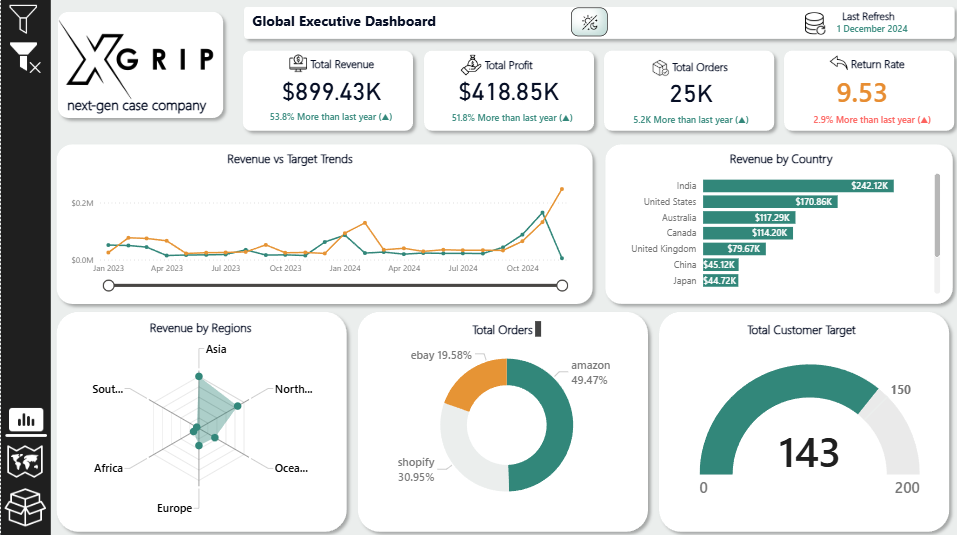 XGRIP
next-gen case company
Global Executive Dashboard
Last Refresh
1 December 2024
Total Revenue
$899.43K
53.8% More than last year (▲)
Total Profit
$418.85K
51.8% More than last year (▲)
Total Orders
25K
5.2K More than last year (▲)
Return Rate
9.53
2.9% More than last year (▲)
Revenue vs Target Trends
$0.2M
$0.0M
Jan 2023
Apr 2023
Jul 2023
Oct 2023
Jan 2024
Apr 2024
Jul 2024
Oct 2024
Revenue by Country
India
$242.12K
United States
$170.86K
Australia
$117.29K
Canada
$114.20K
United Kingdom
$79.67K
China
$45.12K
Japan
$44.72K
Revenue by Regions
Asia
Sout...
North...
Africa
Ocea...
Europe
Total Orders
ebay 19.58%
amazon
49.47%
shopify
30.95%
Total Customer Target
150
143
0
200